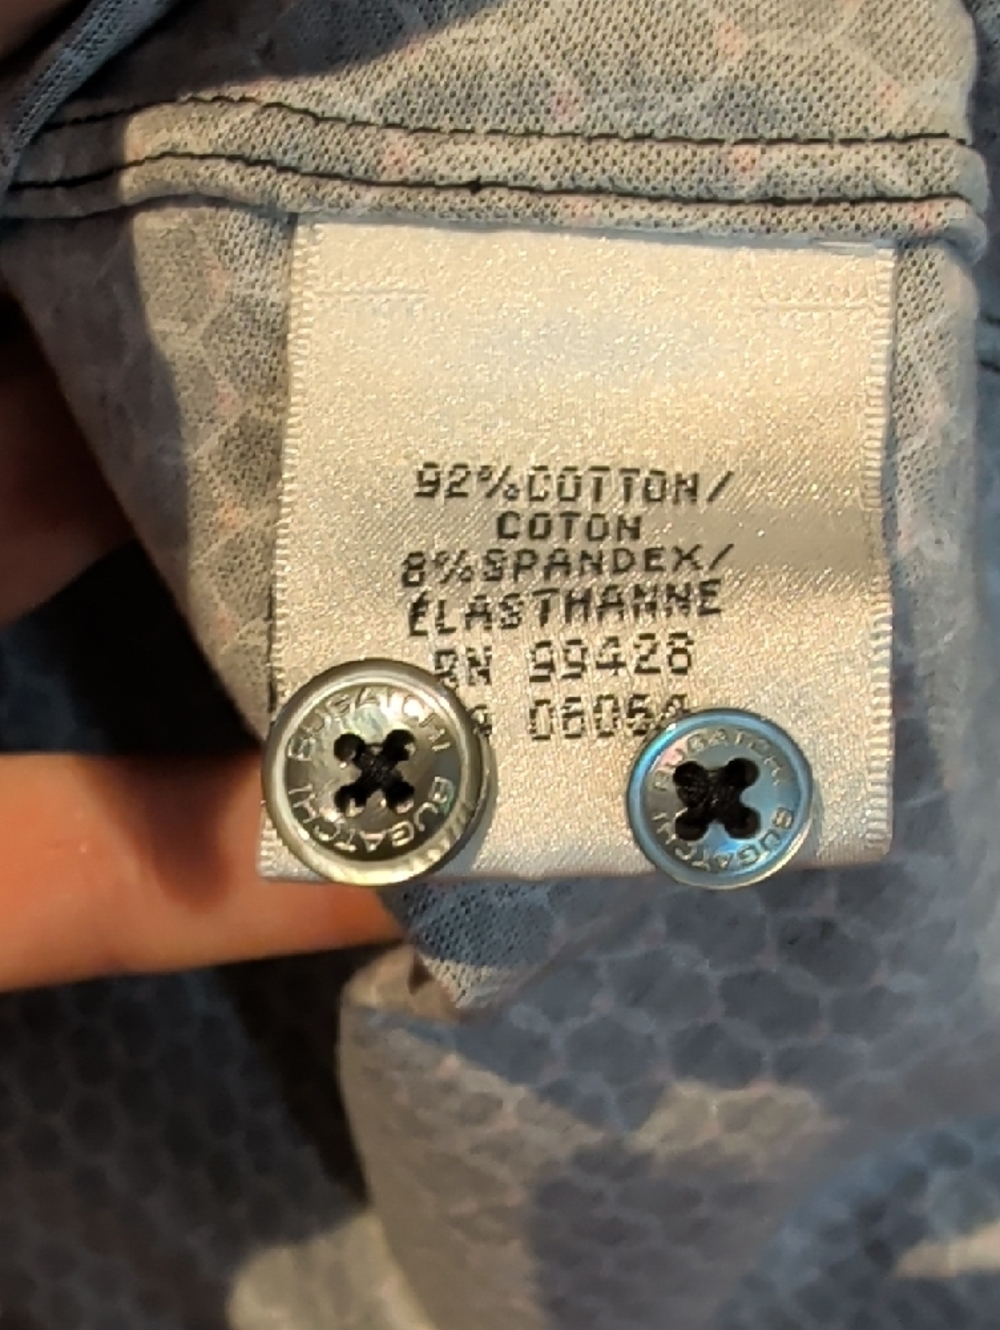 92%COTTON/
COTON
8%SPANDEX/
ÉLASTHANNE
RN 99428
06054
BUGATCHI BUGATCHI
BUGATCHI BUGATCHI